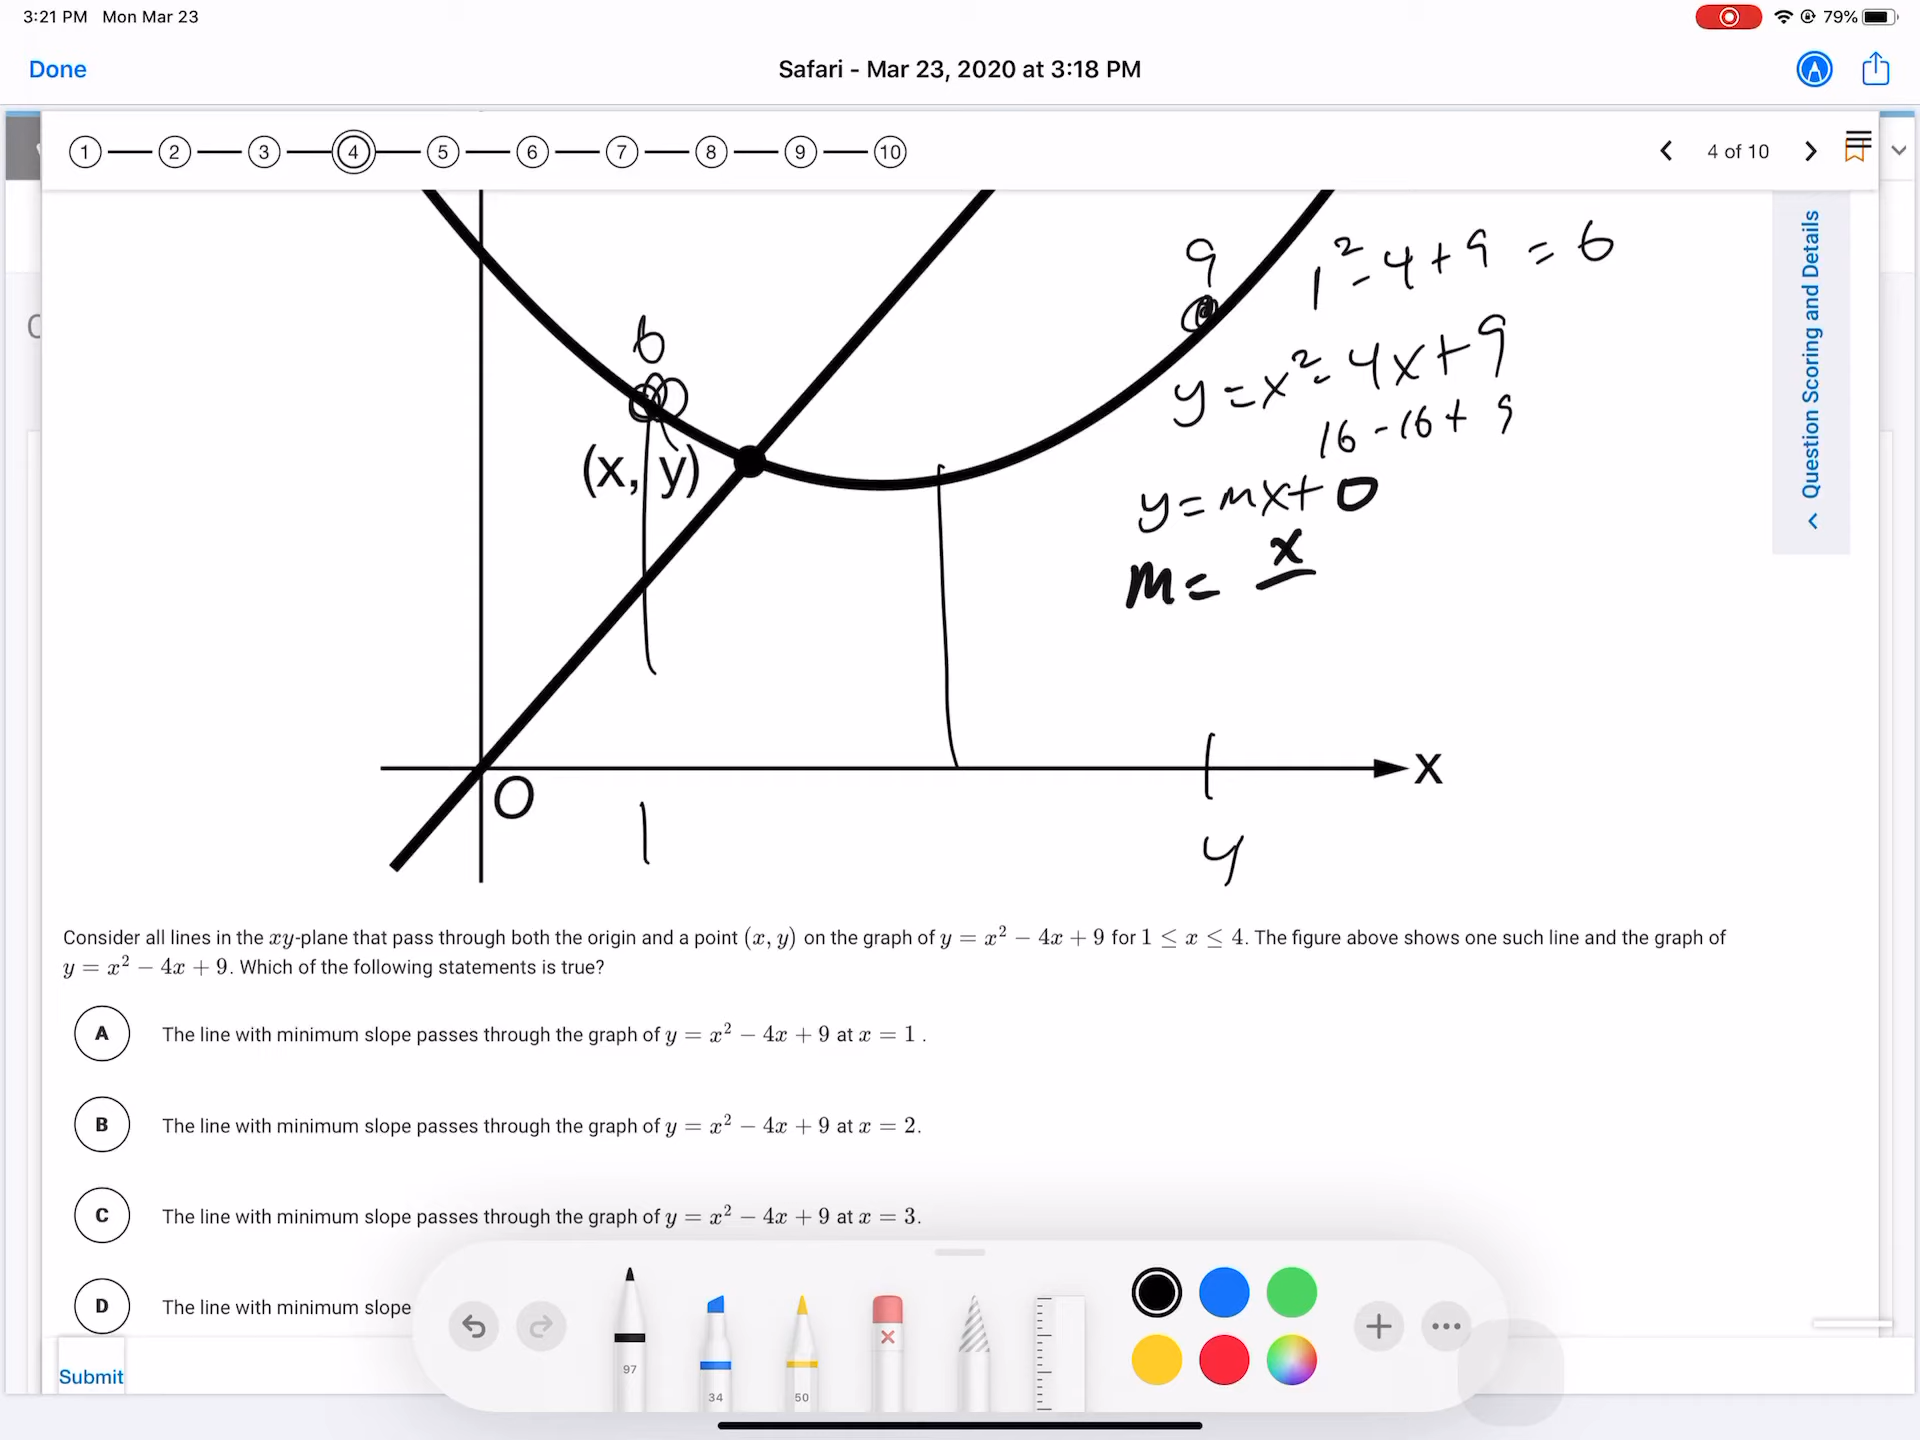 3:21 PM Mon Mar 23
79%
Done
Safari - Mar 23, 2020 at 3:18 PM
1 2 3 4 5 6 7 8 9 10
4 of 10
Question Scoring and Details
9
1² - 4 + 9 = 6
6
y = x² - 4x + 9
16 - 16 + 9
(x, y)
y = mx + 0
m = x
x
O
1
4
Consider all lines in the xy-plane that pass through both the origin and a point (x, y) on the graph of y = x² − 4x + 9 for 1 ≤ x ≤ 4. The figure above shows one such line and the graph of
y = x² − 4x + 9. Which of the following statements is true?
A The line with minimum slope passes through the graph of y = x² − 4x + 9 at x = 1 .
B The line with minimum slope passes through the graph of y = x² − 4x + 9 at x = 2.
C The line with minimum slope passes through the graph of y = x² − 4x + 9 at x = 3.
D The line with minimum slope
Submit
97
34
50